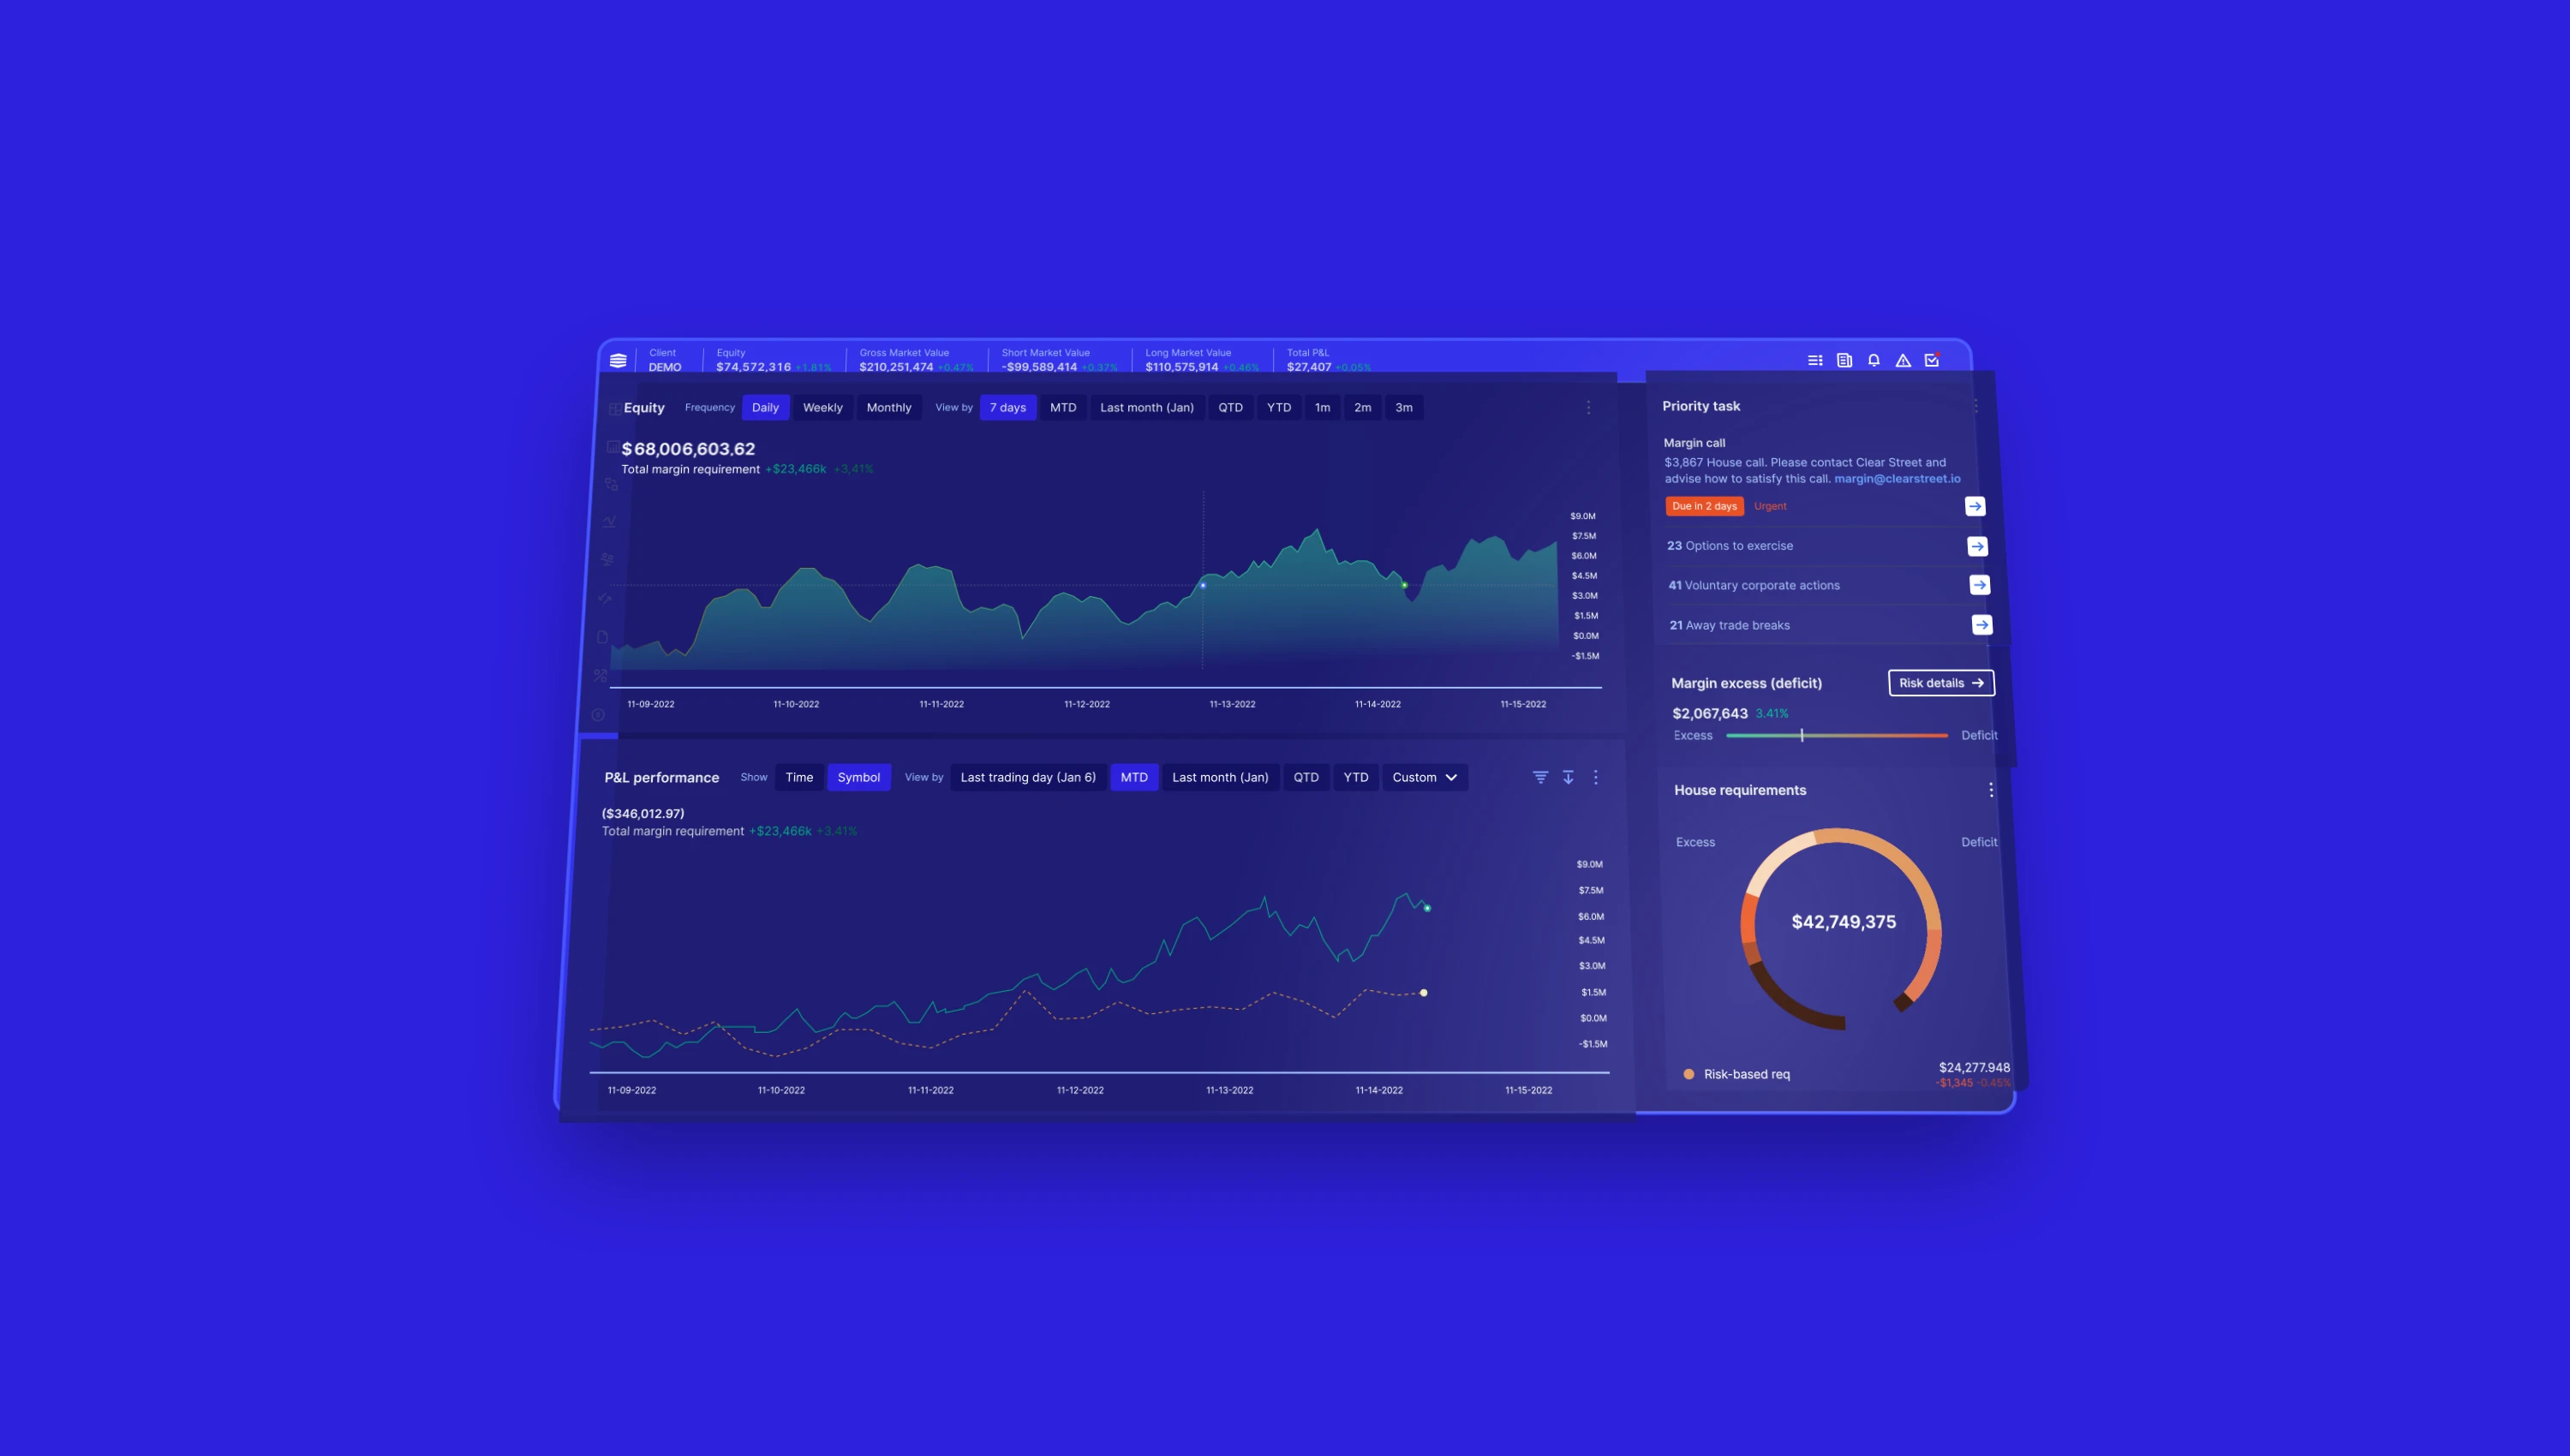 Client Equity Gross Market Value Short Market Value Long Market Value Total P&L
DEMO $74,572,316 +1.81% $210,251,474 +0.47% -$99,589,414 +0.37% $110,575,914 +0.46% $27,407 +0.05%
Equity Frequency Daily Weekly Monthly View by 7 days MTD Last month (Jan) QTD YTD 1m 2m 3m
$68,006,603.62
Total margin requirement +$23,466k +3,41%
$9.0M
$7.5M
$6.0M
$4.5M
$3.0M
$1.5M
$0.0M
-$1.5M
11-09-2022 11-10-2022 11-11-2022 11-12-2022 11-13-2022 11-14-2022 11-15-2022
P&L performance Show Time Symbol View by Last trading day (Jan 6) MTD Last month (Jan) QTD YTD Custom
($346,012.97)
Total margin requirement +$23,466k +3.41%
$9.0M
$7.5M
$6.0M
$4.5M
$3.0M
$1.5M
$0.0M
-$1.5M
11-09-2022 11-10-2022 11-11-2022 11-12-2022 11-13-2022 11-14-2022 11-15-2022
Priority task
Margin call
$3,867 House call. Please contact Clear Street and
advise how to satisfy this call. margin@clearstreet.io
Due in 2 days Urgent
23 Options to exercise
41 Voluntary corporate actions
21 Away trade breaks
Margin excess (deficit) Risk details
$2,067,643 3.41%
Excess Deficit
House requirements
Excess Deficit
$42,749,375
Risk-based req $24,277.948
-$1,345 -0.45%